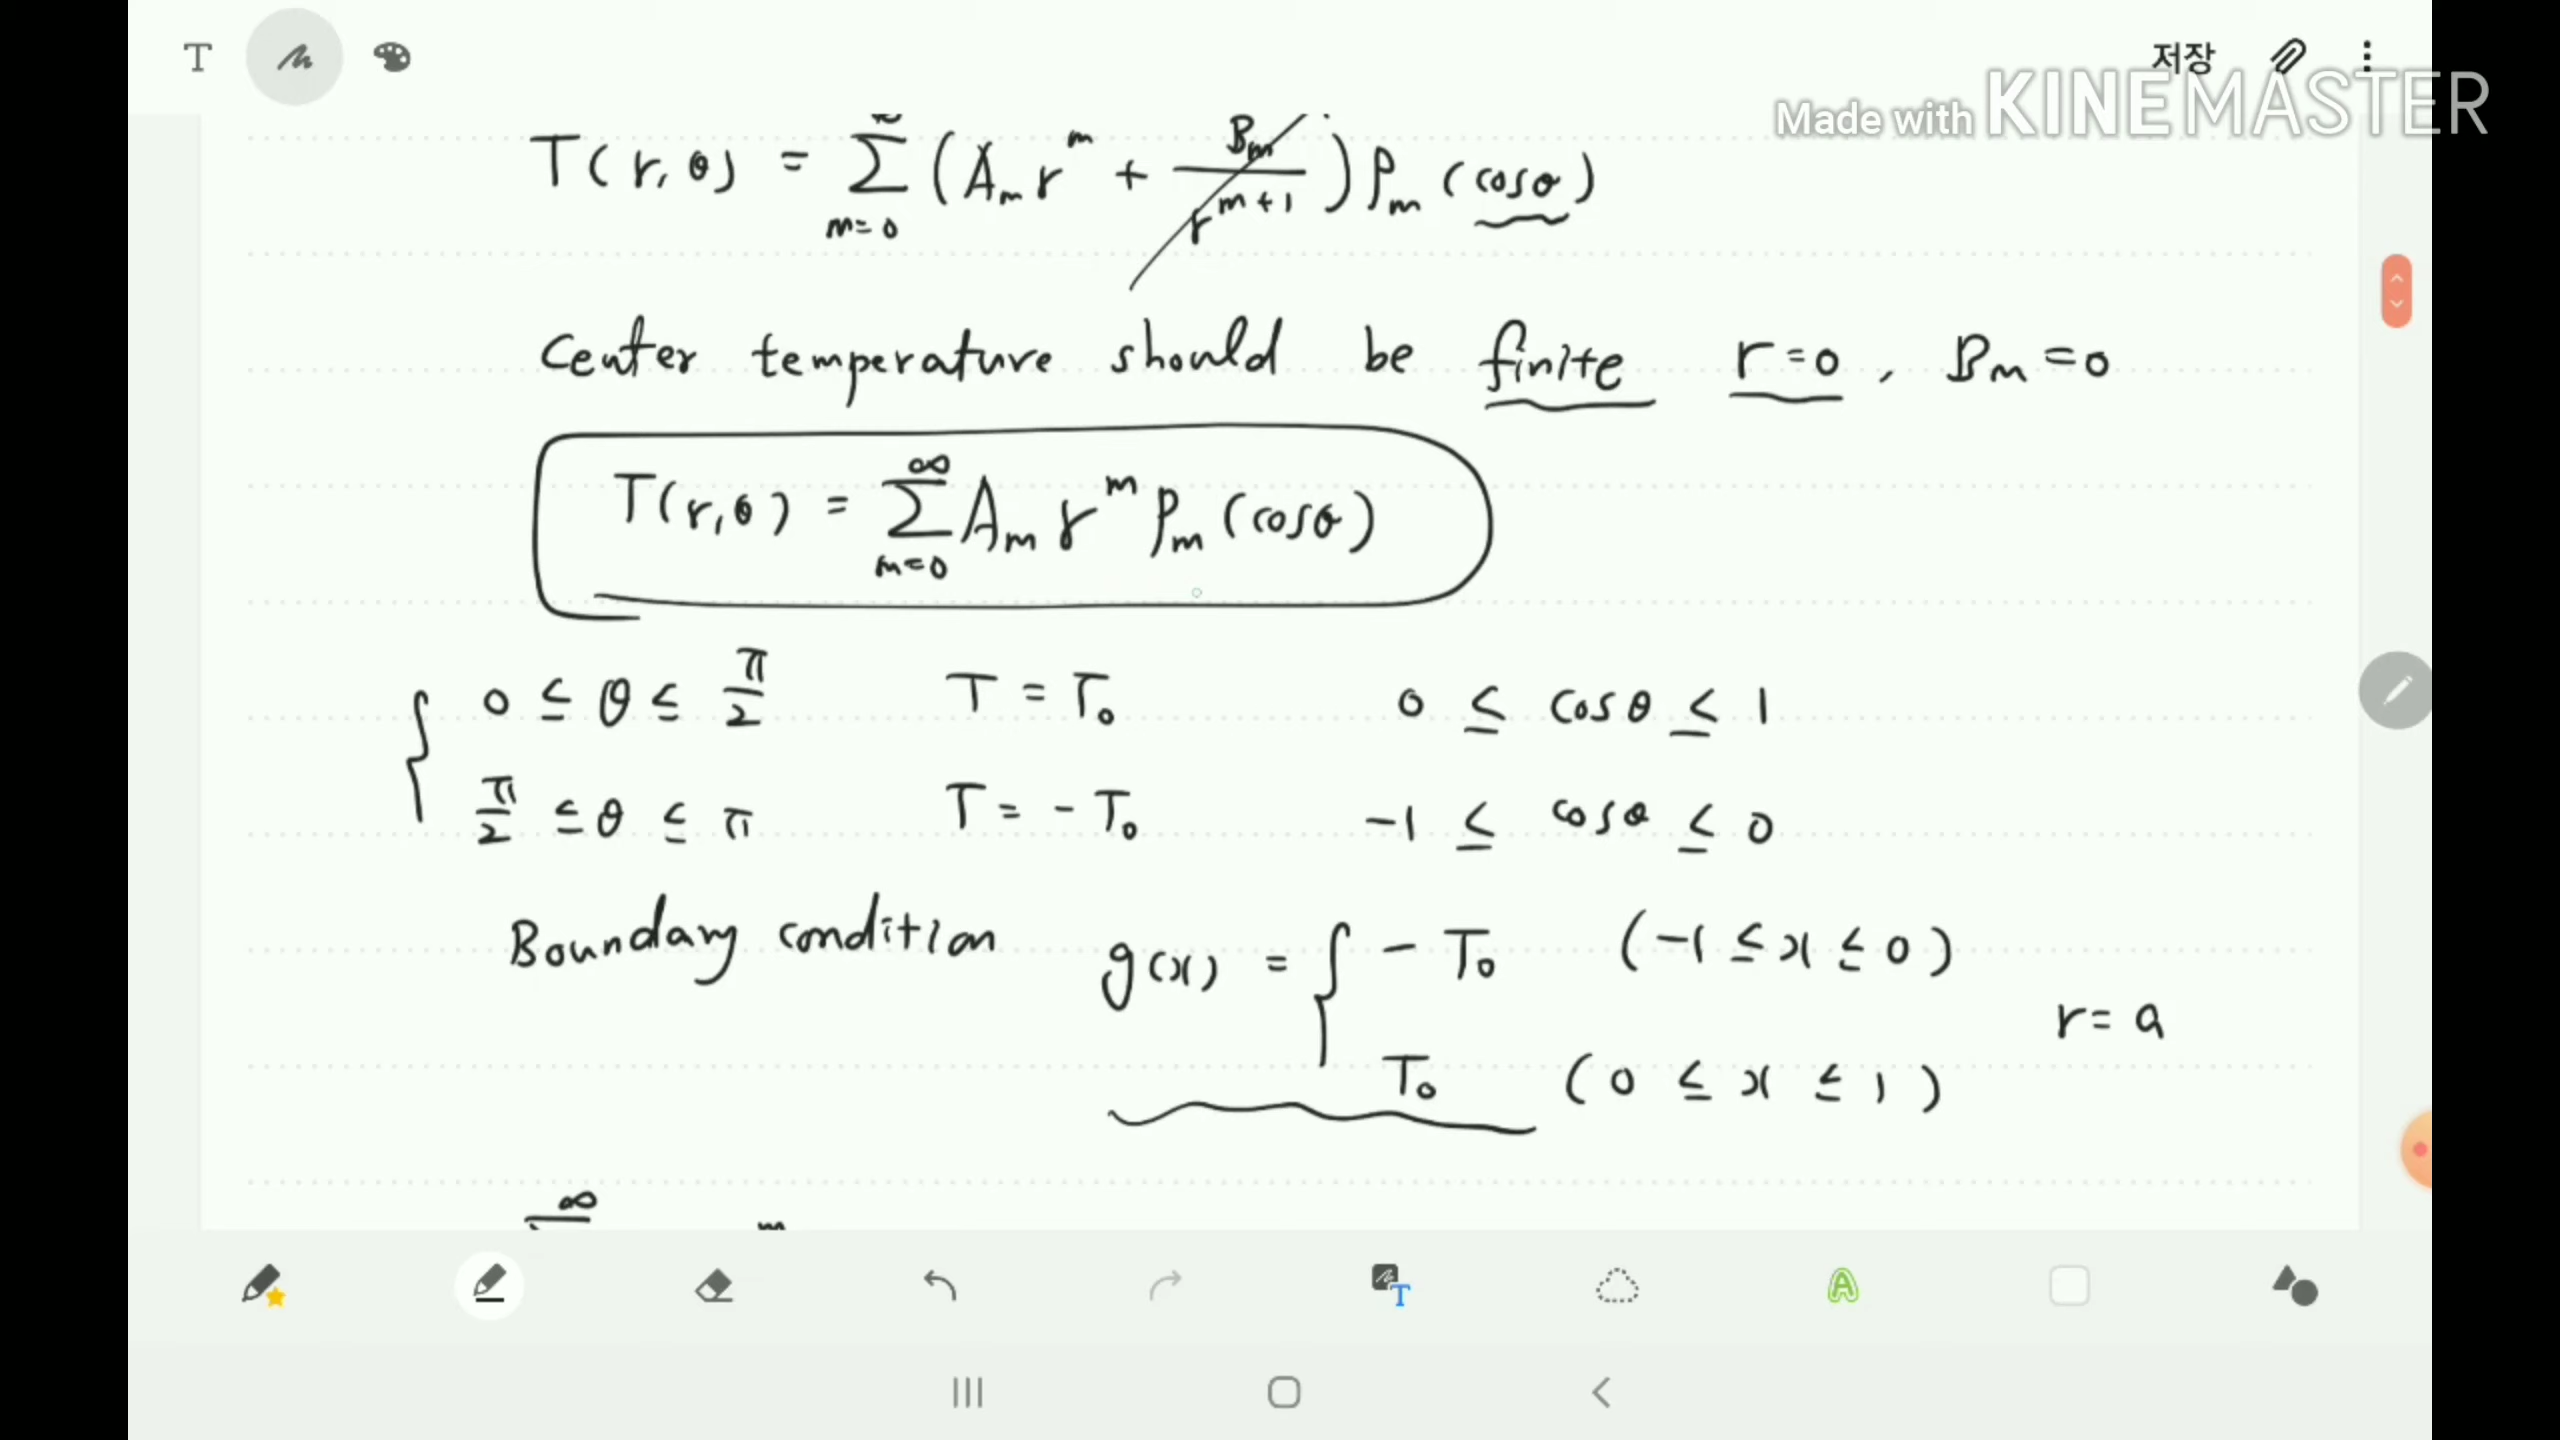 T
저장
Made with KINEMASTER
T(r,θ) = ∑_{m=0}^{∞} (A_m r^m + B_m/r^{m+1}) P_m (cosθ)
Center temperature should be finite r=0, B_m=0
T(r,θ) = ∑_{m=0}^{∞} A_m r^m P_m (cosθ)
0 ≤ θ ≤ π/2 T = T_0 0 ≤ cosθ ≤ 1
π/2 ≤ θ ≤ π T = -T_0 -1 ≤ cosθ ≤ 0
Boundary condition g(x) = { -T_0 (-1 ≤ x ≤ 0)
r = a
T_0 (0 ≤ x ≤ 1)
∞
m
T
A